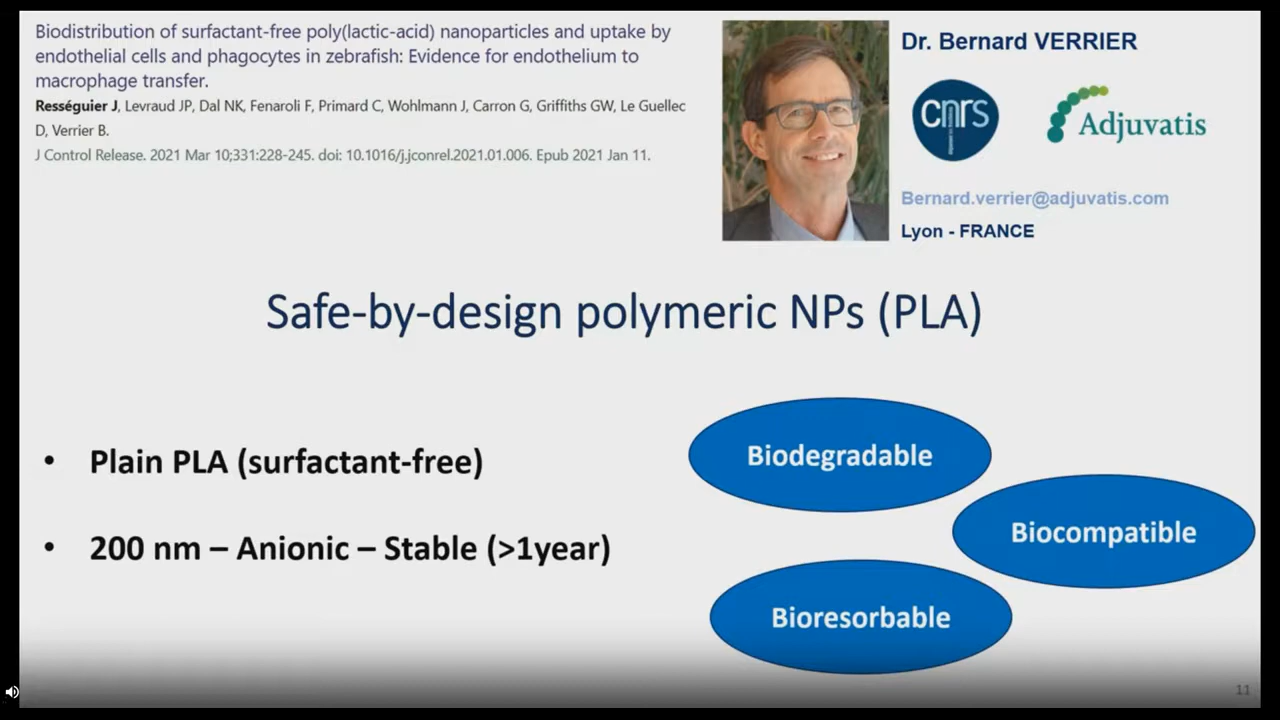 Biodistribution of surfactant-free poly(lactic-acid) nanoparticles and uptake by
endothelial cells and phagocytes in zebrafish: Evidence for endothelium to
macrophage transfer.
Rességuier J, Levraud JP, Dal NK, Fenaroli F, Primard C, Wohlmann J, Carron G, Griffiths GW, Le Guellec
D, Verrier B.
J Control Release. 2021 Mar 10;331:228-245. doi: 10.1016/j.jconrel.2021.01.006. Epub 2021 Jan 11.
Dr. Bernard VERRIER
cnrs
Adjuvatis
Bernard.verrier@adjuvatis.com
Lyon - FRANCE
Safe-by-design polymeric NPs (PLA)
• Plain PLA (surfactant-free)
• 200 nm – Anionic – Stable (>1year)
Biodegradable
Biocompatible
Bioresorbable
11